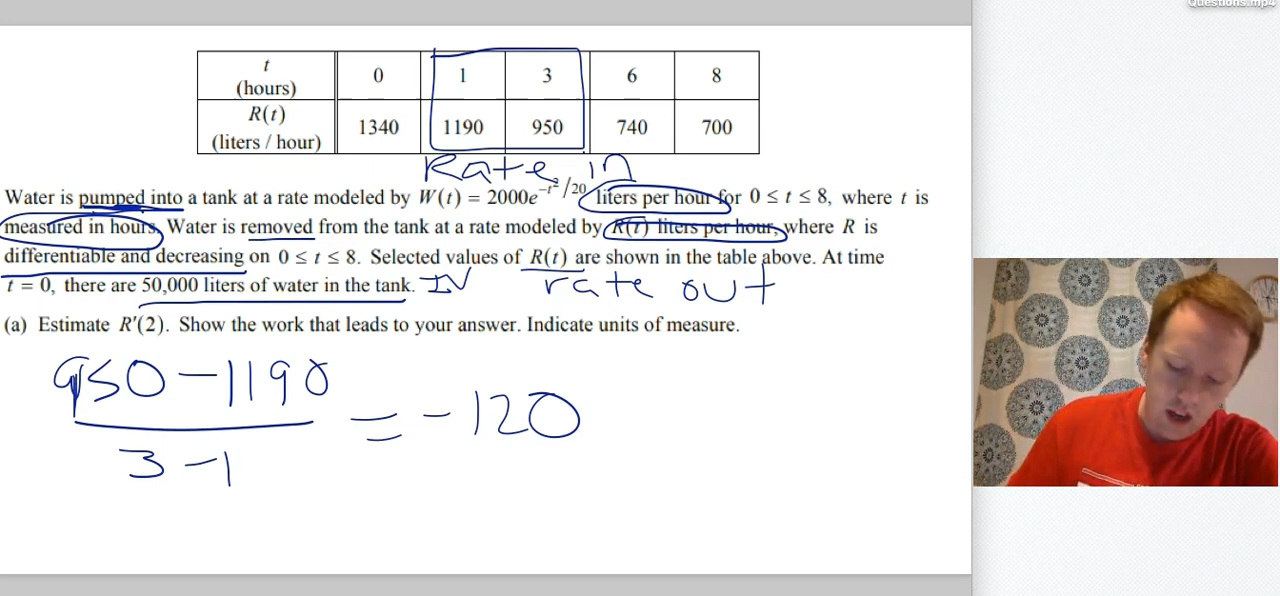 Questions.mp4
t (hours) 0 1 3 6 8
R(t) (liters / hour) 1340 1190 950 740 700
Rate in
Water is pumped into a tank at a rate modeled by W(t) = 2000e^{-t²/20} liters per hour for 0 ≤ t ≤ 8, where t is
measured in hours. Water is removed from the tank at a rate modeled by R(t) liters per hour, where R is
differentiable and decreasing on 0 ≤ t ≤ 8. Selected values of R(t) are shown in the table above. At time
t = 0, there are 50,000 liters of water in the tank. IV rate out
(a) Estimate R′(2). Show the work that leads to your answer. Indicate units of measure.
950 - 1190
= -120
3 - 1